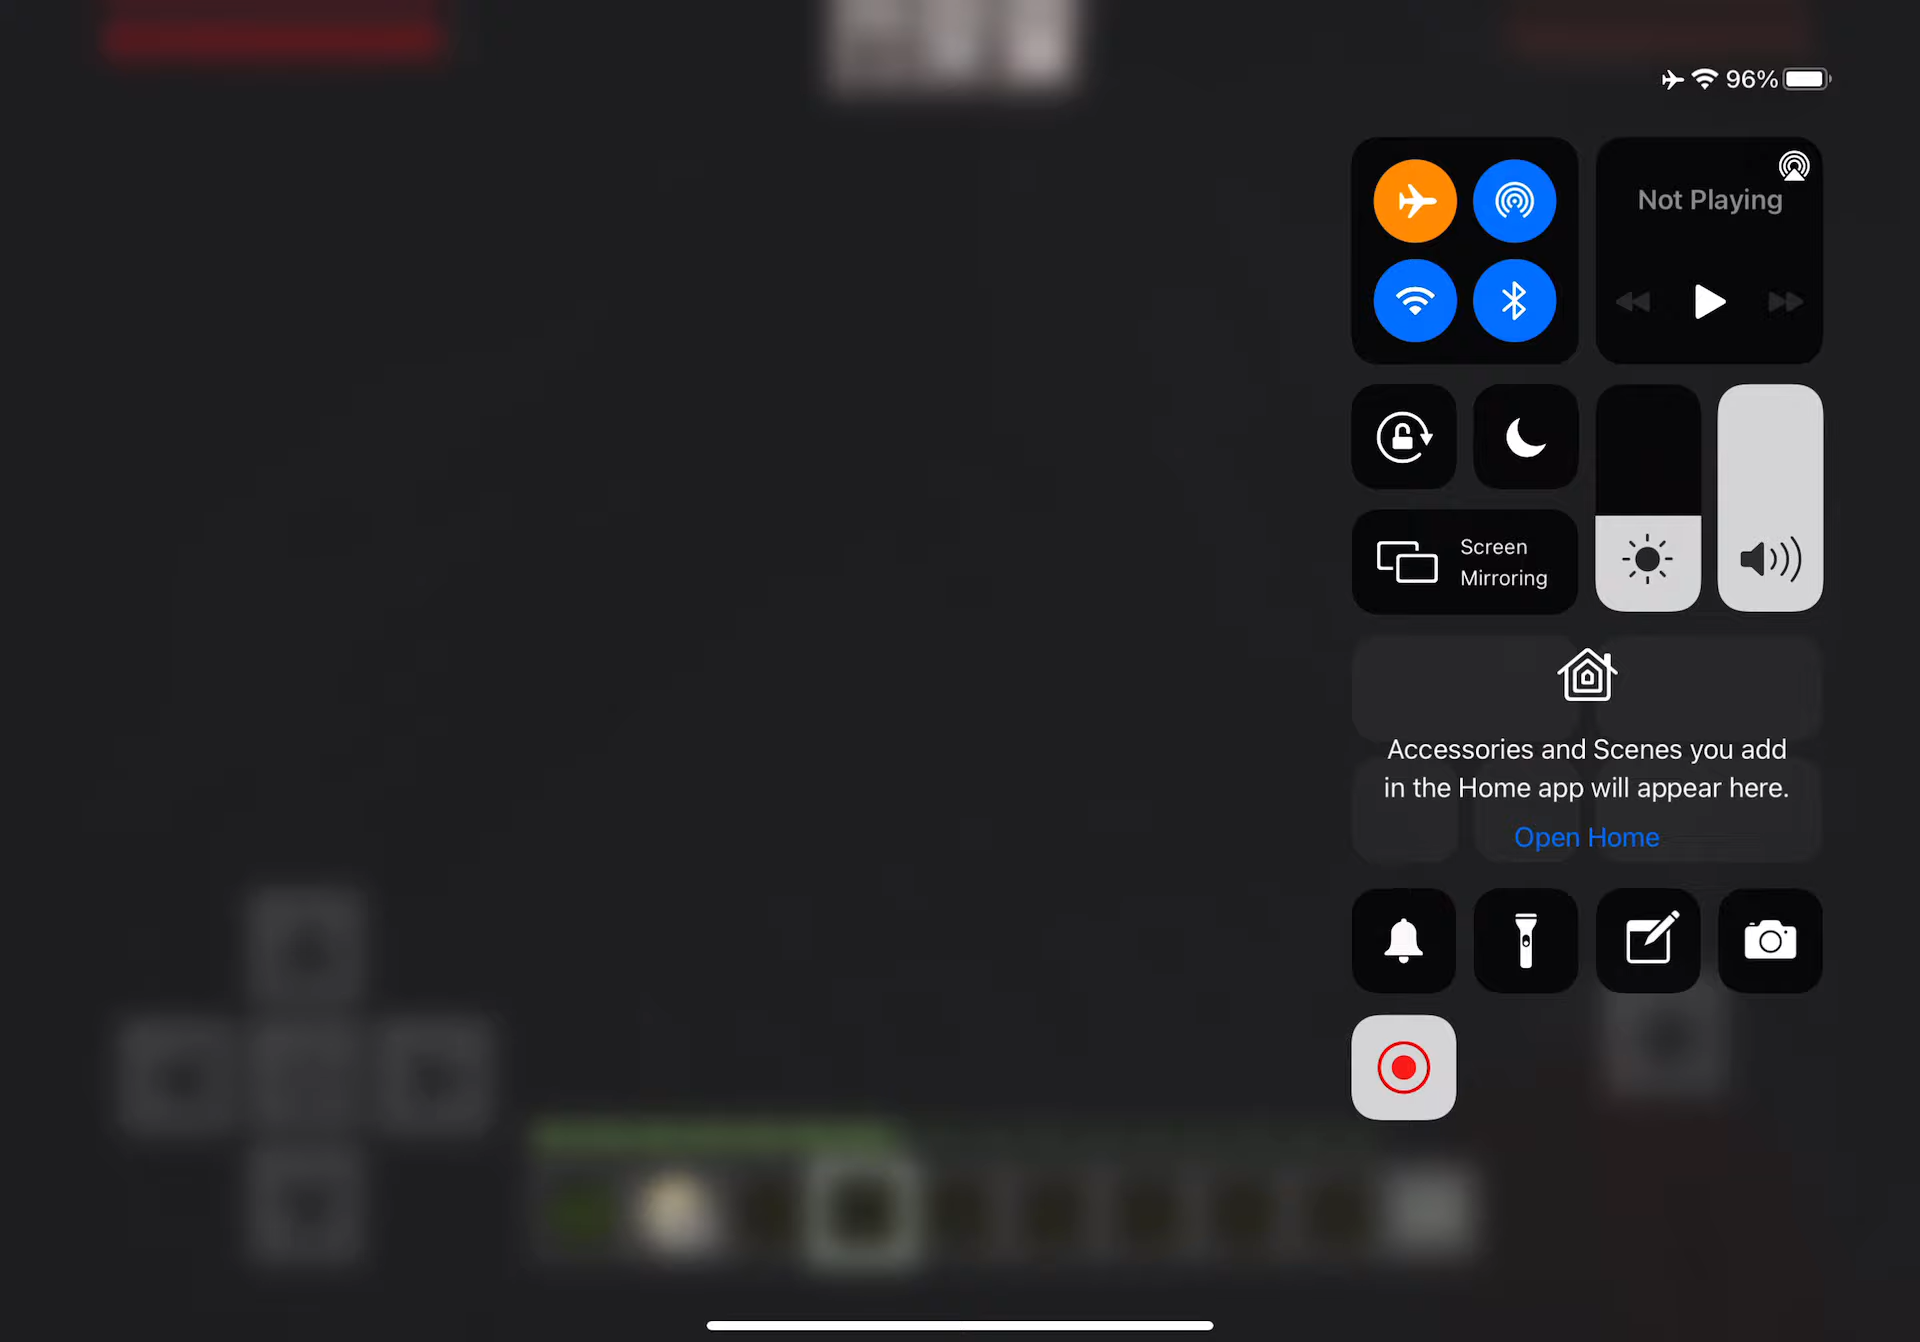 96%
Not Playing
Screen
Mirroring
Accessories and Scenes you add
in the Home app will appear here.
Open Home